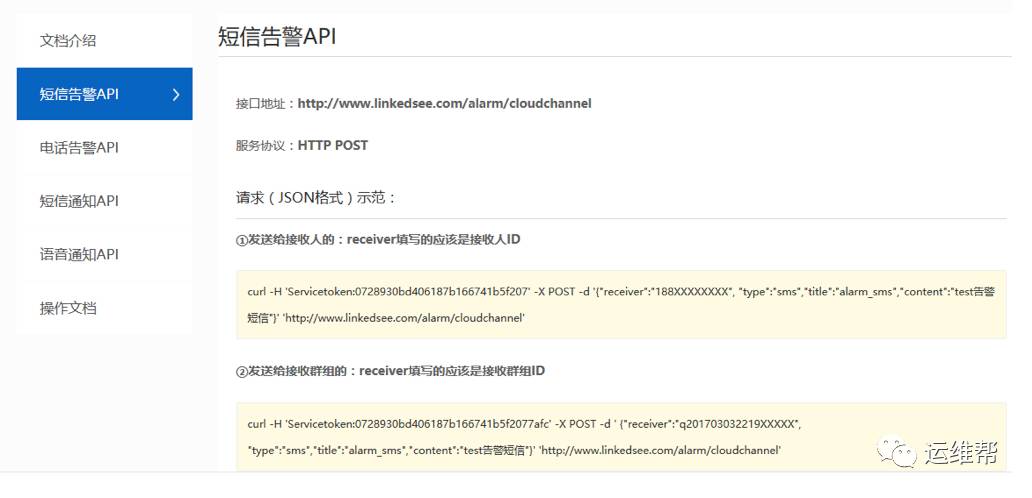 文档介绍
短信告警API
电话告警API
短信通知API
语音通知API
操作文档
短信告警API
接口地址：http://www.linkedsee.com/alarm/cloudchannel
服务协议：HTTP POST
请求（JSON格式）示范：
①发送给接收人的：receiver填写的应该是接收人ID
curl -H 'Servicetoken:0728930bd406187b166741b5f207' -X POST -d '{"receiver":"188XXXXXXXX", "type":"sms","title":"alarm_sms","content":"test告警
短信"}' 'http://www.linkedsee.com/alarm/cloudchannel'
②发送给接收群组的：receiver填写的应该是接收群组ID
curl -H 'Servicetoken:0728930bd406187b166741b5f2077afc' -X POST -d ' {"receiver":"q201703032219XXXXX",
"type":"sms","title":"alarm_sms","content":"test告警短信"}' 'http://www.linkedsee.com/alarm/cloudchannel'
运维帮